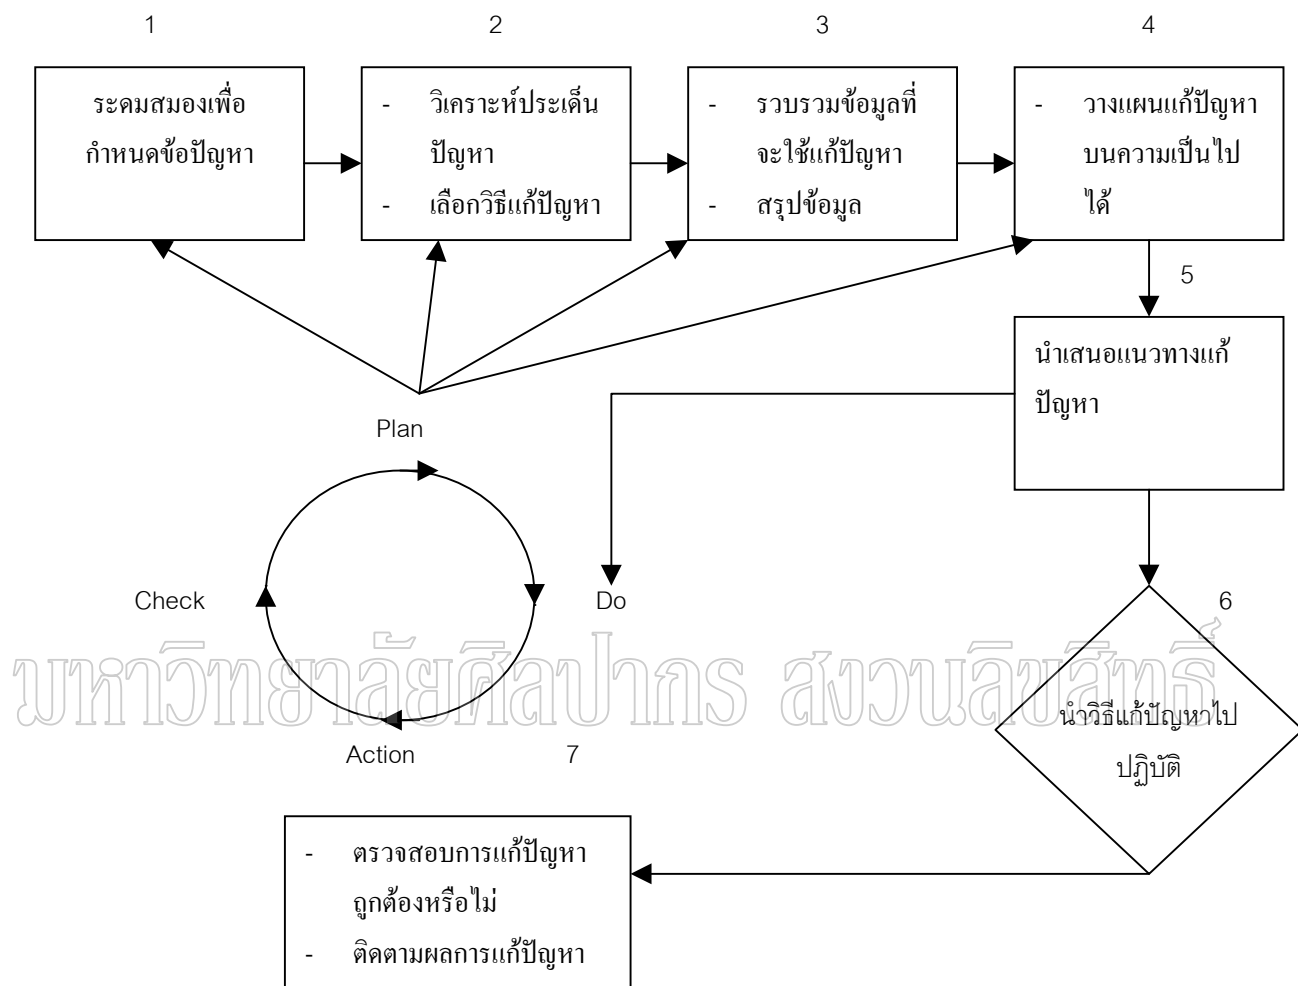 1
2
3
4
ระดมสมองเพื่อ
กำหนดข้อปัญหา
- วิเคราะห์ประเด็น
ปัญหา
- เลือกวิธีแก้ปัญหา
- รวบรวมข้อมูลที่
จะใช้แก้ปัญหา
- สรุปข้อมูล
- วางแผนแก้ปัญหา
บนความเป็นไป
ได้
5
นำเสนอแนวทางแก้
ปัญหา
Plan
Check
Do
6
มหาวิทยาลัยศิลปากร สงวนลิขสิทธิ์
นำวิธีแก้ปัญหาไป
ปฏิบัติ
Action
7
- ตรวจสอบการแก้ปัญหา
ถูกต้องหรือไม่
- ติดตามผลการแก้ปัญหา